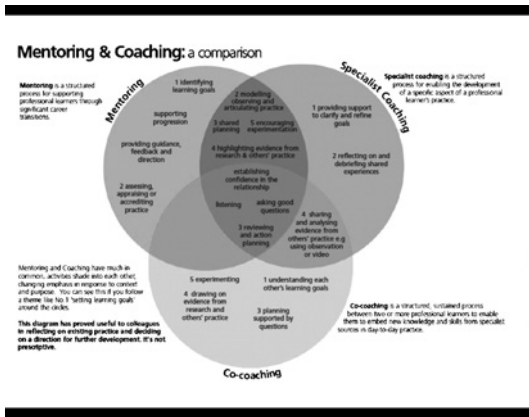 Mentoring & Coaching: a comparison
Mentoring is a structured
process for supporting
professional learners through
significant career
transitions.
Mentoring
Specialist Coaching
Specialist coaching is a structured
process for enabling the development
of a specific aspect of a professional
learner's practice.
1 identifying
learning goals
supporting
progression
providing guidance,
feedback and
direction
2 assessing,
appraising or
accrediting
practice
2 modelling
observing and
articulating practice
3 shared
planning
5 encouraging
experimentation
4 highlighting evidence from
research & others' practice
establishing
confidence in the
relationship
listening
asking good
questions
3 reviewing
and action
planning
1 providing support
to clarify and refine
goals
2 reflecting on and
debriefing shared
experiences
4 sharing
and analysing
evidence from
others' practice e.g
using observation
or video
5 experimenting
4 drawing on
evidence from
research and
others' practice
1 understanding each
other's learning goals
3 planning
supported by
questions
Co-coaching
Mentoring and Coaching have much in
common, activities shade into each other,
changing emphasis in response to context
and purpose. You can see this if you follow
a theme like No.1 'setting learning goals'
around the circles.
This diagram has proved useful to colleagues
in reflecting on existing practice and deciding
on a direction for further development. It's not
prescriptive.
Co-coaching is a structured, sustained process
between two or more professional learners to enable
them to embed new knowledge and skills from specialist
sources in day-to-day practice.